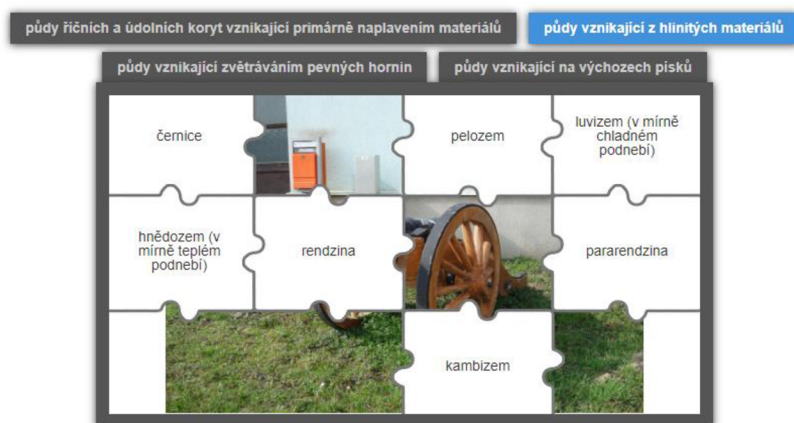 půdy říčních a údolních koryt vznikající primárně naplavením materiálů
půdy vznikající z hlinitých materiálů
půdy vznikající zvětráváním pevných hornin
půdy vznikající na výchozech písků
černice
pelozem
luvizem (v mírně
chladném
podnebí)
hnědozem (v
mírně teplém
podnebí)
rendzina
pararendzina
kambizem